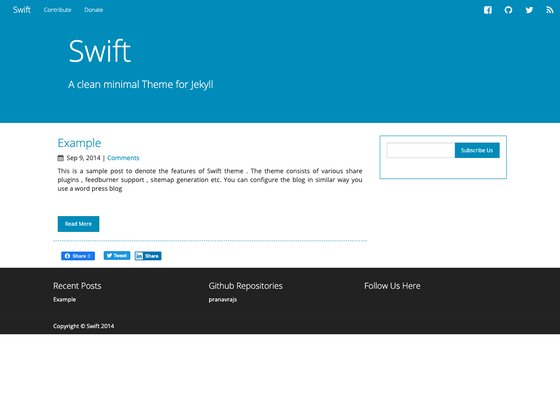 Swift Contribute Donate
Swift
A clean minimal Theme for Jekyll
Example
Sep 9, 2014 | Comments
This is a sample post to denote the features of Swift theme . The theme consists of various share
plugins , feedburner support , sitemap generation etc. You can configure the blog in similar way you
use a word press blog
Read More
Share 0 Tweet Share
Subscribe Us
Recent Posts
Example
Github Repositories
pranavrajs
Follow Us Here
Copyright © Swift 2014